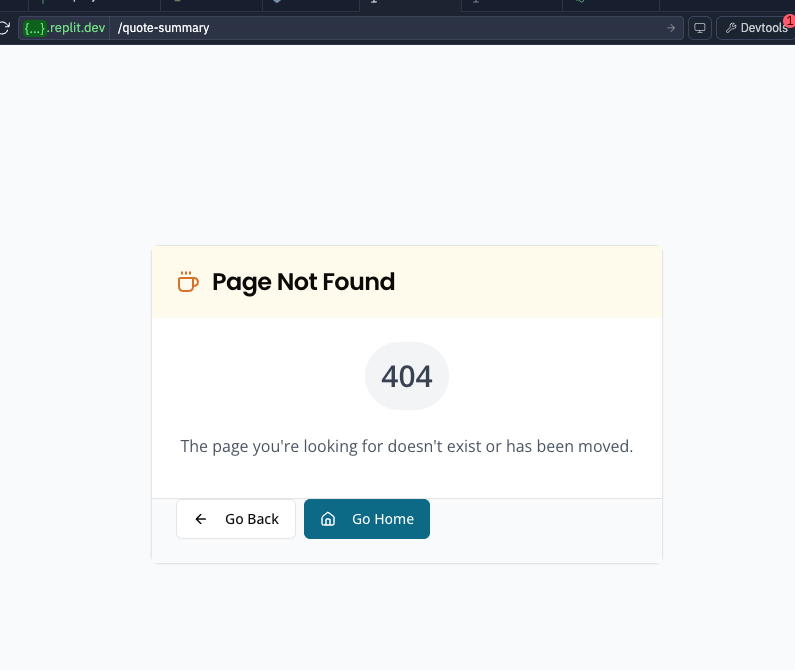 {...}.replit.dev /quote-summary
Devtools
1
Page Not Found
404
The page you're looking for doesn't exist or has been moved.
Go Back
Go Home